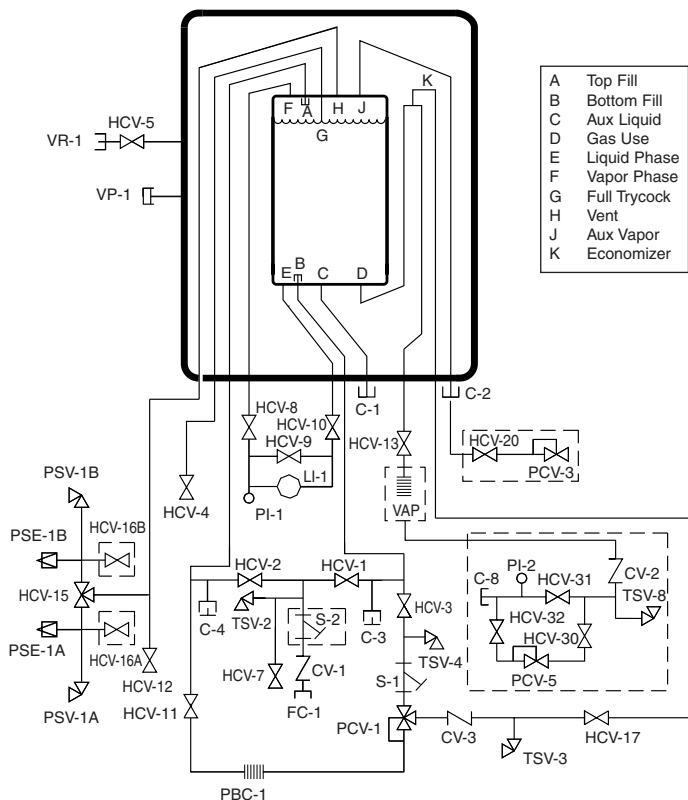 K
F
A
H
J
G
A Top Fill
B Bottom Fill
C Aux Liquid
D Gas Use
E Liquid Phase
F Vapor Phase
G Full Trycock
H Vent
J Aux Vapor
K Economizer
HCV-5
VR-1
VP-1
B
E
C
D
C-1
C-2
HCV-8
HCV-10
HCV-9
LI-1
PI-1
HCV-4
HCV-13
VAP
HCV-20
PCV-3
PSV-1B
PSE-1B
HCV-16B
HCV-15
PSE-1A
HCV-16A
PSV-1A
HCV-12
HCV-11
HCV-2
HCV-1
C-4
TSV-2
S-2
C-3
HCV-3
HCV-7
CV-1
FC-1
TSV-4
S-1
PCV-1
CV-3
TSV-3
HCV-17
PBC-1
PI-2
C-8
HCV-31
CV-2
TSV-8
HCV-32
HCV-30
PCV-5